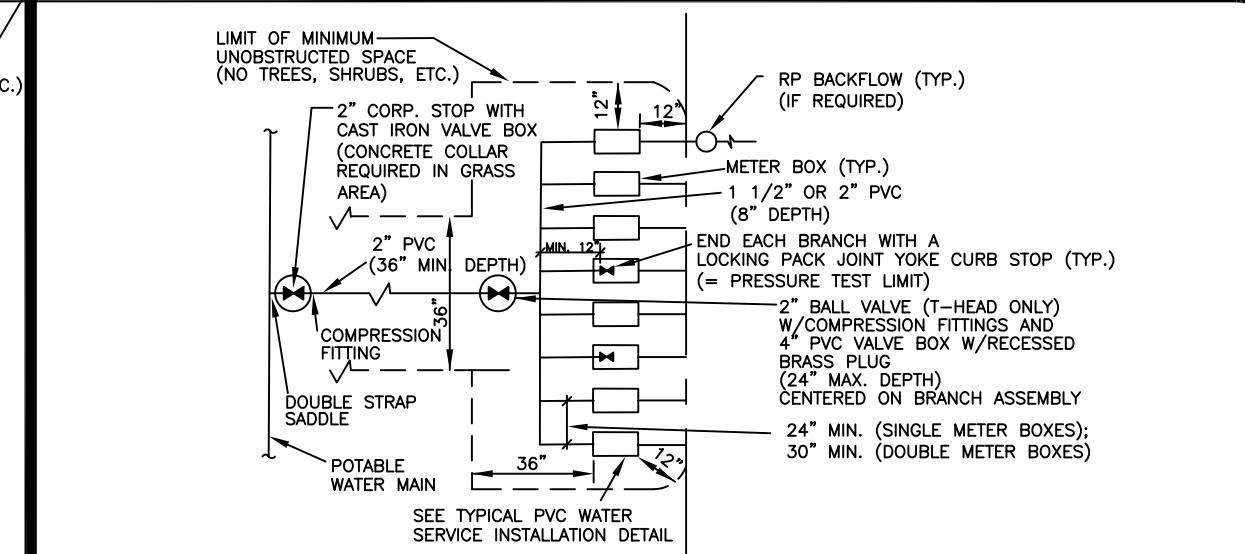 C.)
LIMIT OF MINIMUM
UNOBSTRUCTED SPACE
(NO TREES, SHRUBS, ETC.)
2" CORP. STOP WITH
CAST IRON VALVE BOX
(CONCRETE COLLAR
REQUIRED IN GRASS
AREA)
12"
12"
RP BACKFLOW (TYP.)
(IF REQUIRED)
METER BOX (TYP.)
1 1/2" OR 2" PVC
(8" DEPTH)
2" PVC
(36" MIN. DEPTH)
MIN. 12"
END EACH BRANCH WITH A
LOCKING PACK JOINT YOKE CURB STOP (TYP.)
(= PRESSURE TEST LIMIT)
36"
COMPRESSION
FITTING
2" BALL VALVE (T-HEAD ONLY)
W/COMPRESSION FITTINGS AND
4" PVC VALVE BOX W/RECESSED
BRASS PLUG
(24" MAX. DEPTH)
CENTERED ON BRANCH ASSEMBLY
DOUBLE STRAP
SADDLE
24" MIN. (SINGLE METER BOXES);
30" MIN. (DOUBLE METER BOXES)
POTABLE
WATER MAIN
36"
12"
SEE TYPICAL PVC WATER
SERVICE INSTALLATION DETAIL